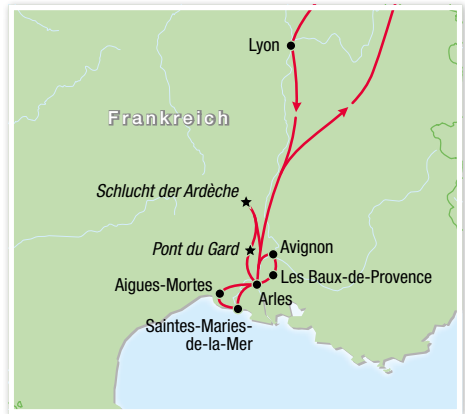 Lyon
Frankreich
Schlucht der Ardèche
Pont du Gard
Avignon
Les Baux-de-Provence
Aigues-Mortes
Arles
Saintes-Maries-
de-la-Mer